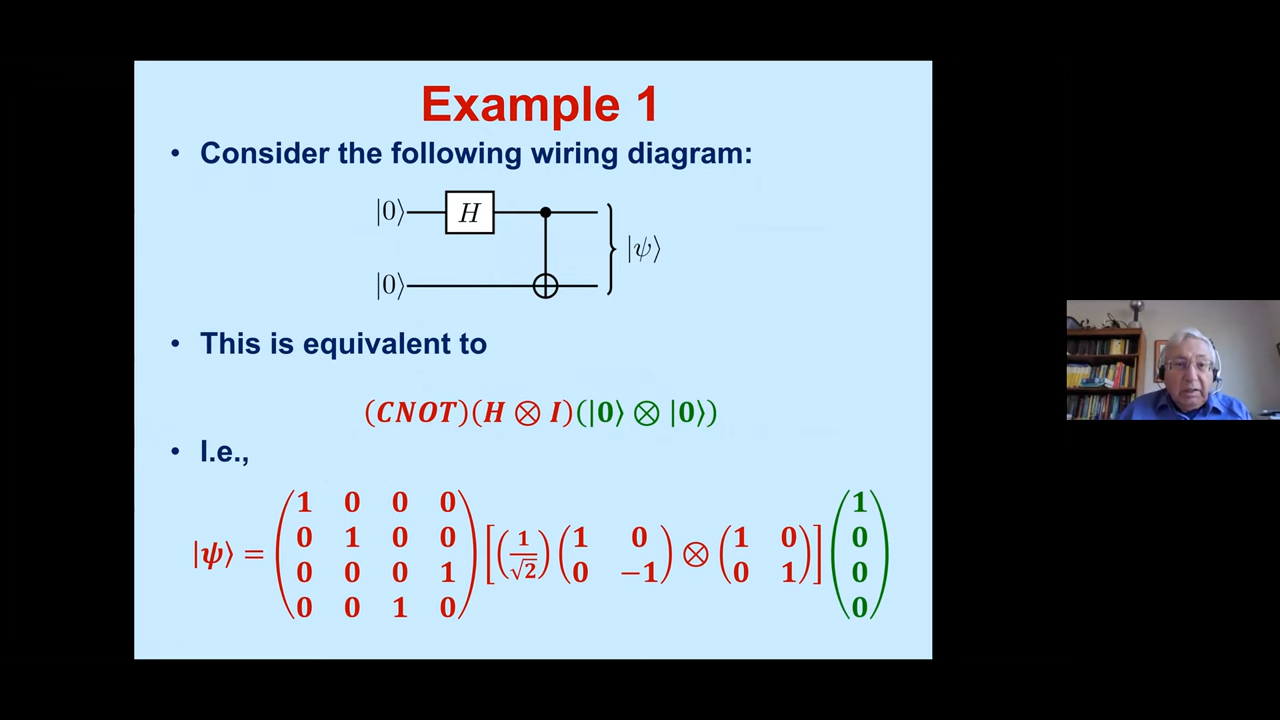 Example 1
• Consider the following wiring diagram:
|0⟩ H
|ψ⟩
|0⟩
• This is equivalent to
(CNOT)(H ⊗ I)(|0⟩ ⊗ |0⟩)
• I.e.,
|ψ⟩ = (1 0 0 0; 0 1 0 0; 0 0 0 1; 0 0 1 0) [(1/√2) (1 0; 0 −1) ⊗ (1 0; 0 1)] (1; 0; 0; 0)